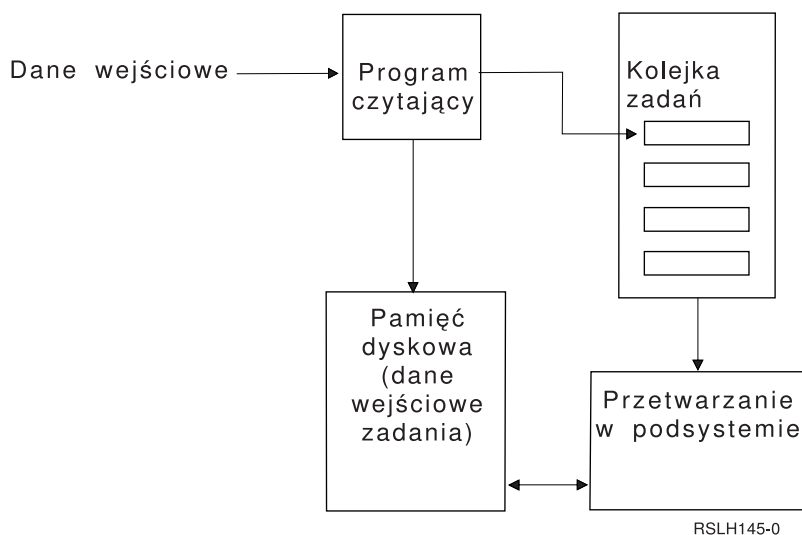 Dane wejściowe
Program
czytający
Kolejka
zadań
Pamięć
dyskowa
(dane
wejściowe
zadania)
Przetwarzanie
w podsystemie
RSLH145-0